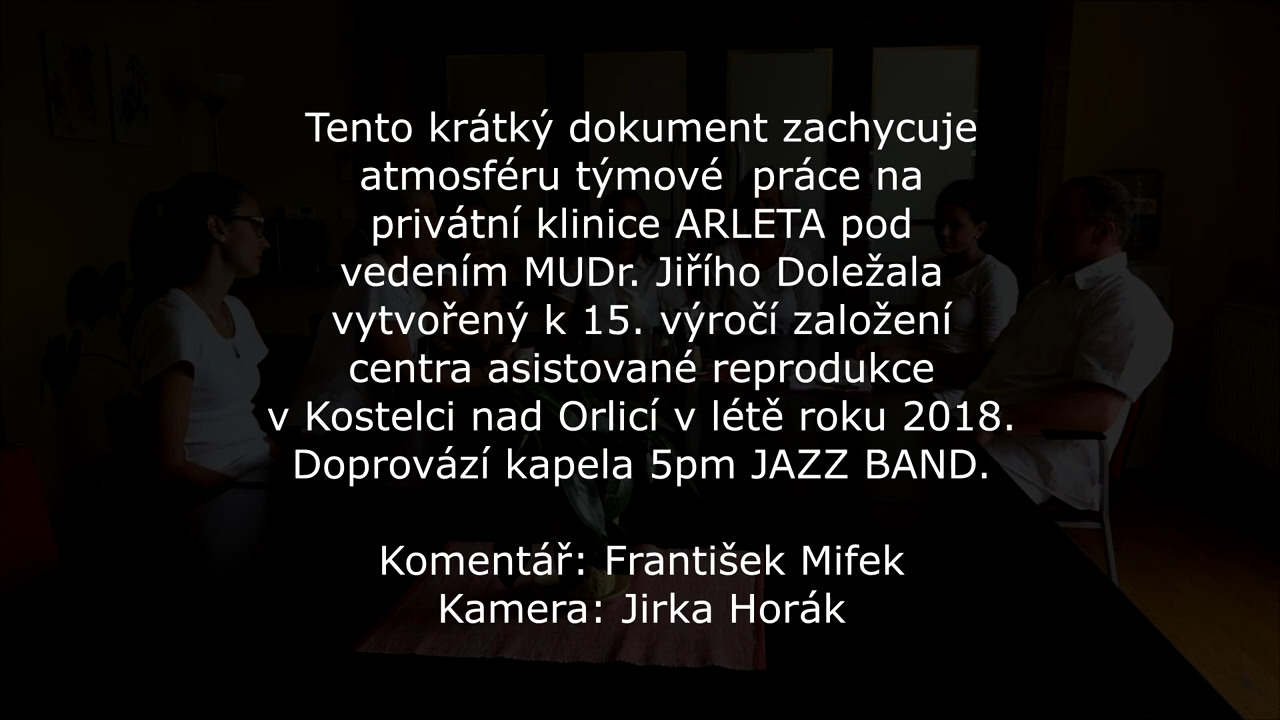 Tento krátký dokument zachycuje
atmosféru týmové  práce na
privátní klinice ARLETA pod
vedením MUDr. Jiřího Doležala
vytvořený k 15. výročí založení
centra asistované reprodukce
v Kostelci nad Orlicí v létě roku 2018.
Doprovází kapela 5pm JAZZ BAND.
Komentář: František Mifek
Kamera: Jirka Horák